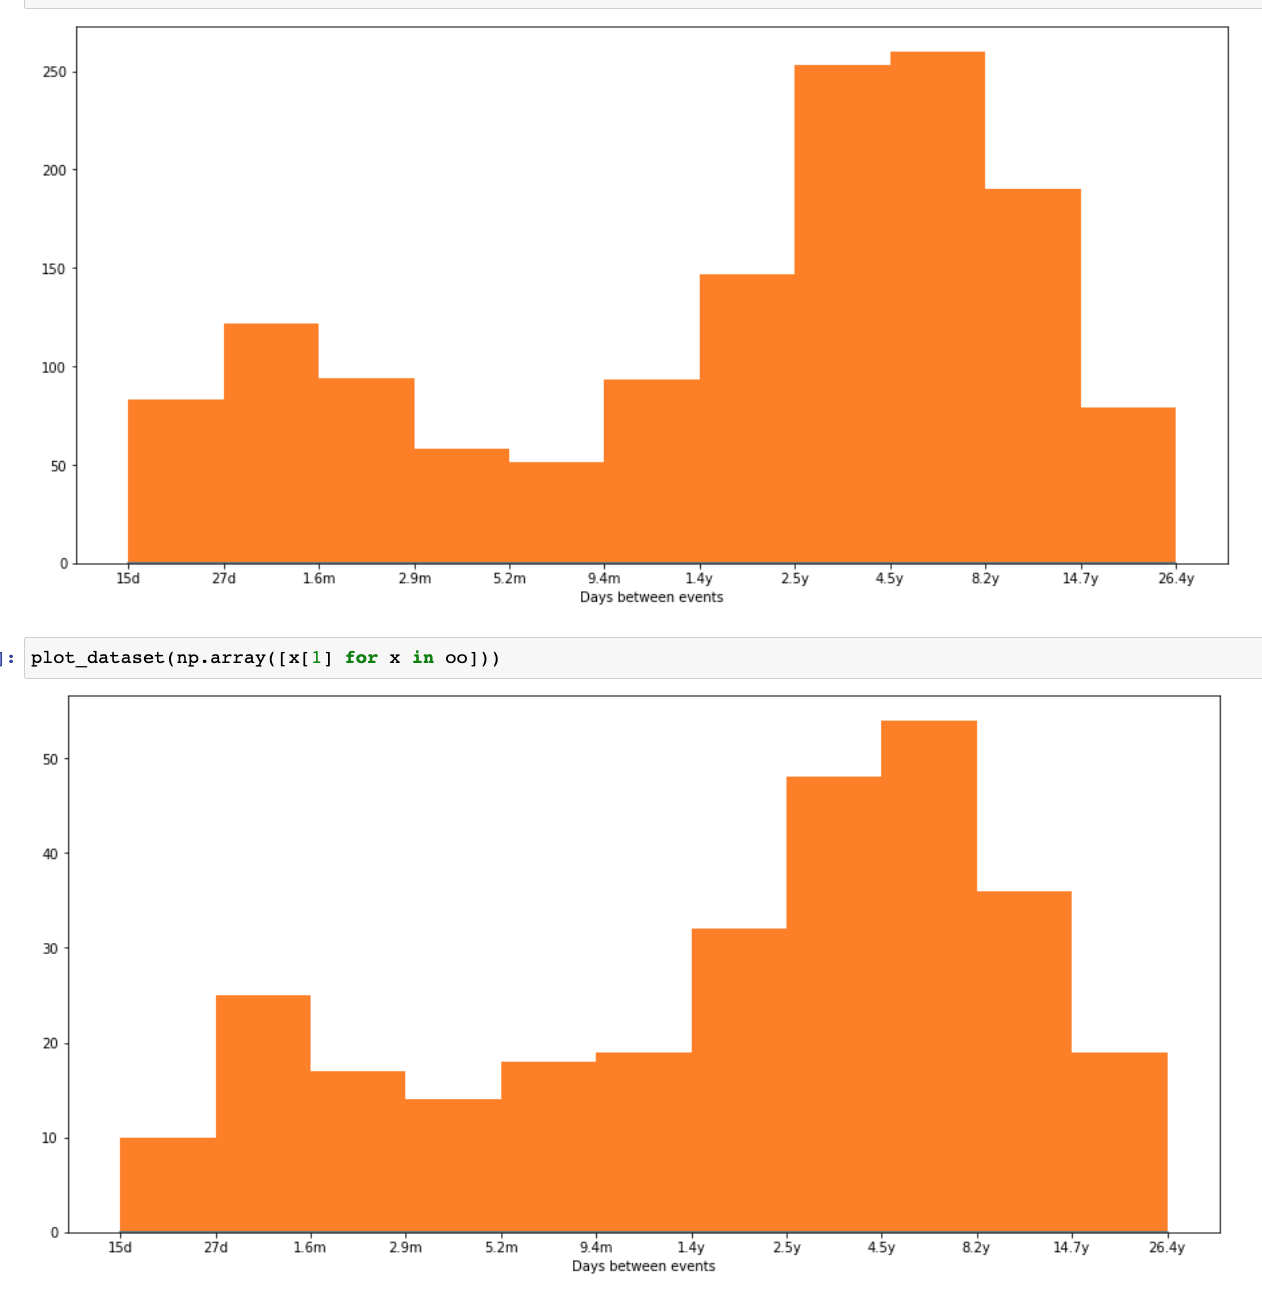 250
200
150
100
50
0
15d 27d 1.6m 2.9m 5.2m 9.4m 1.4y 2.5y 4.5y 8.2y 14.7y 26.4y
Days between events
]: plot_dataset(np.array([x[1] for x in oo]))
50
40
30
20
10
0
15d 27d 1.6m 2.9m 5.2m 9.4m 1.4y 2.5y 4.5y 8.2y 14.7y 26.4y
Days between events